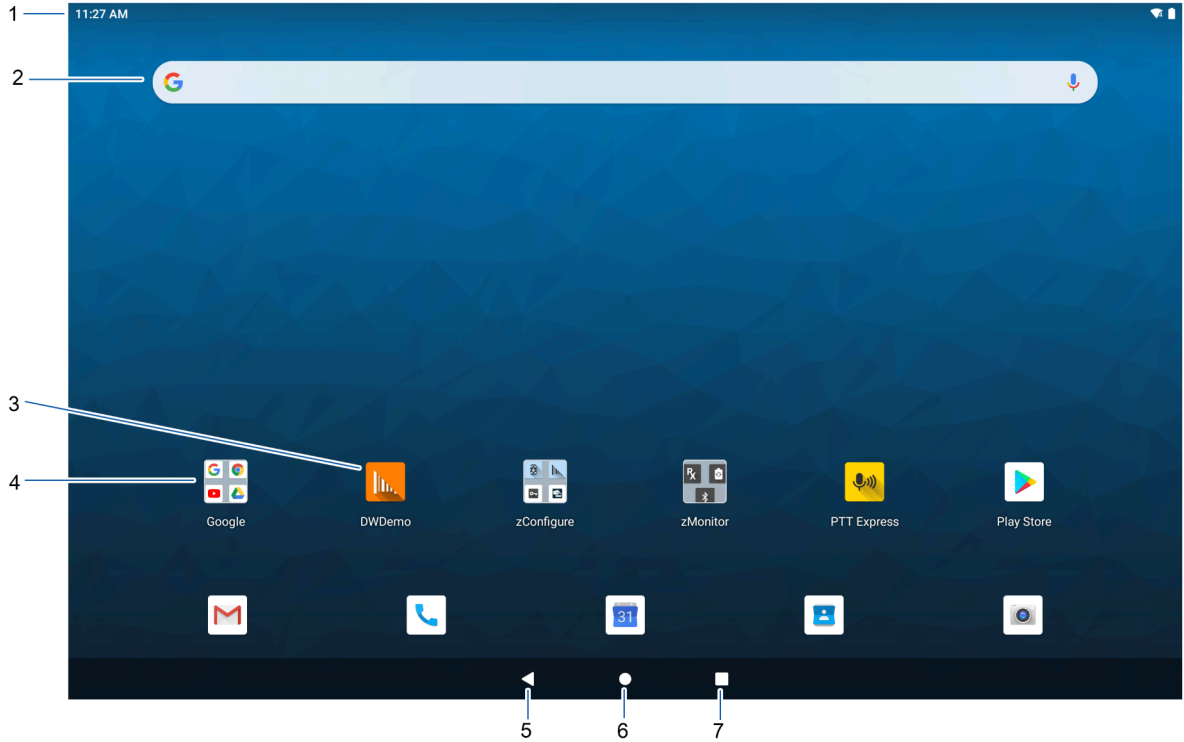 1
11:27 AM
2
3
4
Google
DWDemo
zConfigure
zMonitor
PTT Express
Play Store
31
5
6
7